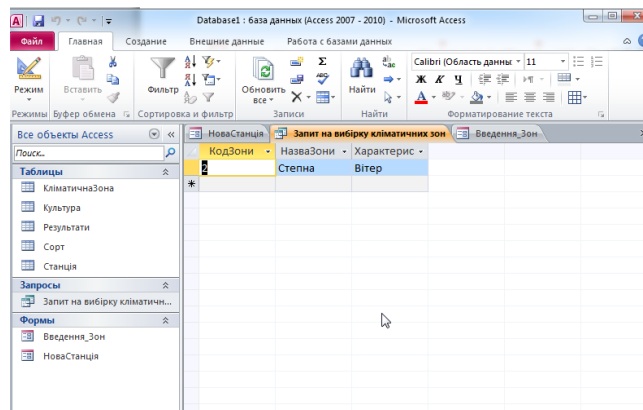 Database1 : база данных (Access 2007 - 2010) - Microsoft Access
Файл Главная Создание Внешние данные Работа с базами данных
Режим Вставить Фильтр Обновить все Найти
Calibri (Область данны 11
Ж К Ч
Режимы Буфер обмена Сортировка и фильтр Записи Найти Форматирование текста
Все объекты Access
Поиск...
Таблицы
КліматичнаЗона
Культура
Результати
Сорт
Станція
Запросы
Запит на вибірку кліматичн...
Формы
Введення_Зон
НоваСтанція
НоваСтанція Запит на вибірку кліматичних зон Введення_Зон
КодЗони НазваЗони Характерис
2 Степна Вітер